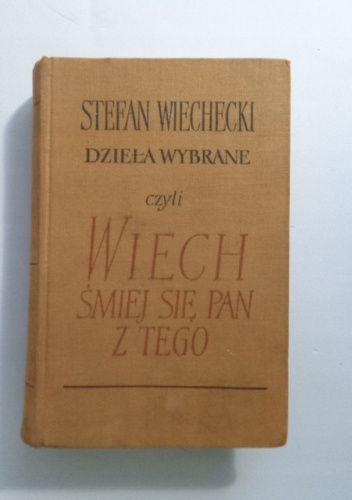 STEFAN WIECHECKI
DZIEŁA WYBRANE
czyli
WIECH
ŚMIEJ SIĘ PAN
Z TEGO